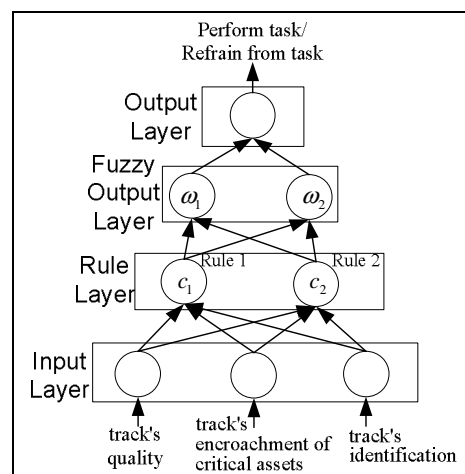 Perform task/
Refrain from task
Output
Layer
Fuzzy
Output
Layer
ω1
ω2
Rule
Layer
Rule 1
Rule 2
c1
c2
Input
Layer
track's
quality
track's
encroachment of
critical assets
track's
identification